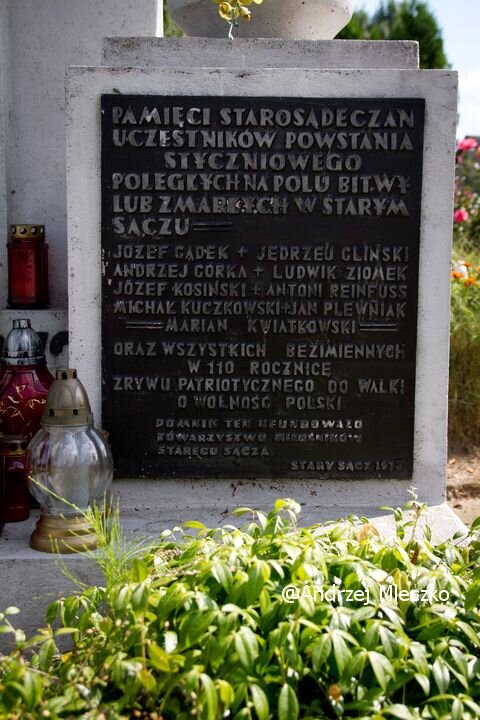 PAMIĘCI STAROSĄDECZAN
UCZESTNIKÓW POWSTANIA
STYCZNIOWEGO
POLEGŁYCH NA POLU BITWY
LUB ZMARŁYCH W STARYM
SĄCZU
JÓZEF GĄDEK + JĘDRZEJ GLIŃSKI
ANDRZEJ GÓRKA + LUDWIK ZIOMEK
JÓZEF KOSIŃSKI + ANTONI REINFUSS
MICHAŁ KUCZKOWSKI + JAN PLEWNIAK
MARIAN KWIATKOWSKI
ORAZ WSZYSTKICH BEZIMIENNYCH
W 110 ROCZNICĘ
ZRYWU PATRIOTYCZNEGO DO WALKI
O WOLNOŚĆ POLSKI
POMNIK TEN UFUNDOWAŁO
TOWARZYSTWO MIŁOŚNIKÓW
STAREGO SĄCZA
STARY SĄCZ 1973
@Andrzej Mleczko